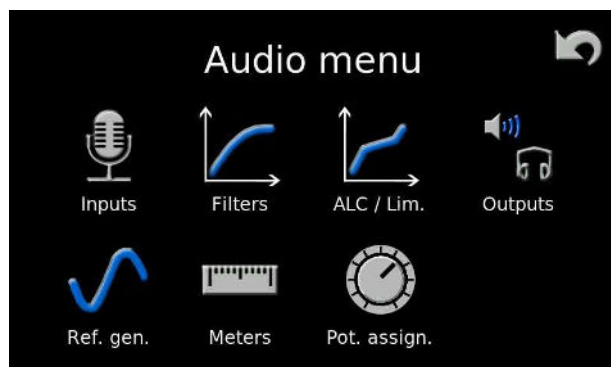 Audio menu
Inputs
Filters
ALC / Lim.
Outputs
Ref. gen.
Meters
Pot. assign.